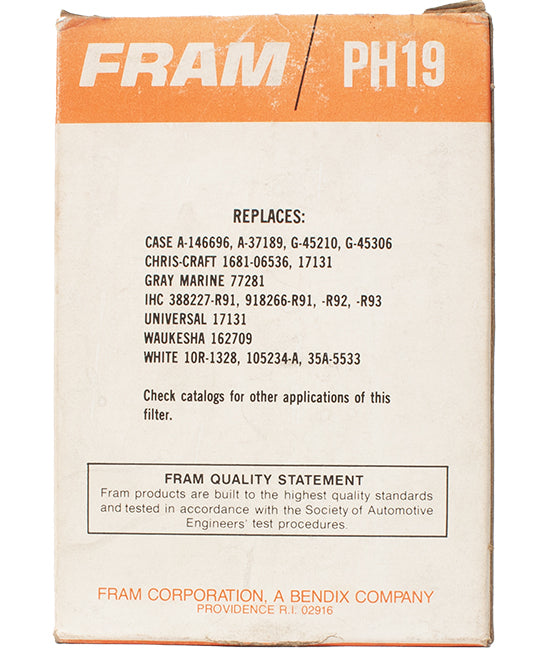 FRAM / PH19
REPLACES:
CASE A-146696, A-37189, G-45210, G-45306
CHRIS-CRAFT 1681-06536, 17131
GRAY MARINE 77281
IHC 388227-R91, 918266-R91, -R92, -R93
UNIVERSAL 17131
WAUKESHA 162709
WHITE 10R-1328, 105234-A, 35A-5533
Check catalogs for other applications of this
filter.
FRAM QUALITY STATEMENT
Fram products are built to the highest quality standards
and tested in accordance with the Society of Automotive
Engineers' test procedures.
FRAM CORPORATION, A BENDIX COMPANY
PROVIDENCE R.I. 02916